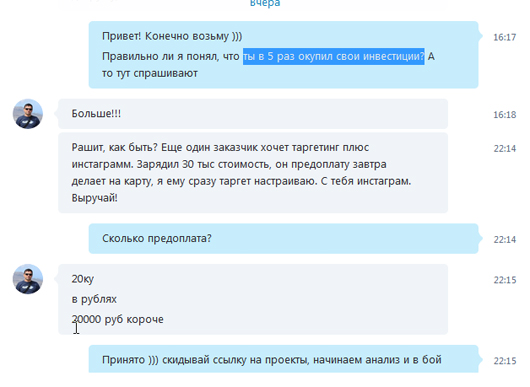 Вчера
Привет! Конечно возьму )))
16:17
Правильно ли я понял, что ты в 5 раз окупил свои инвестиции? А
то тут спрашивают
Больше!!!
16:18
Рашит, как быть? Еще один заказчик хочет таргетинг плюс
22:14
инстаграмм. Зарядил 30 тыс стоимость, он предоплату завтра
делает на карту, я ему сразу таргет настраиваю. С тебя инстаграм.
Выручай!
Сколько предоплата?
22:14
20ку
22:15
в рублях
20000 руб короче
Принято ))) скидывай ссылку на проекты, начинаем анализ и в бой
22:15